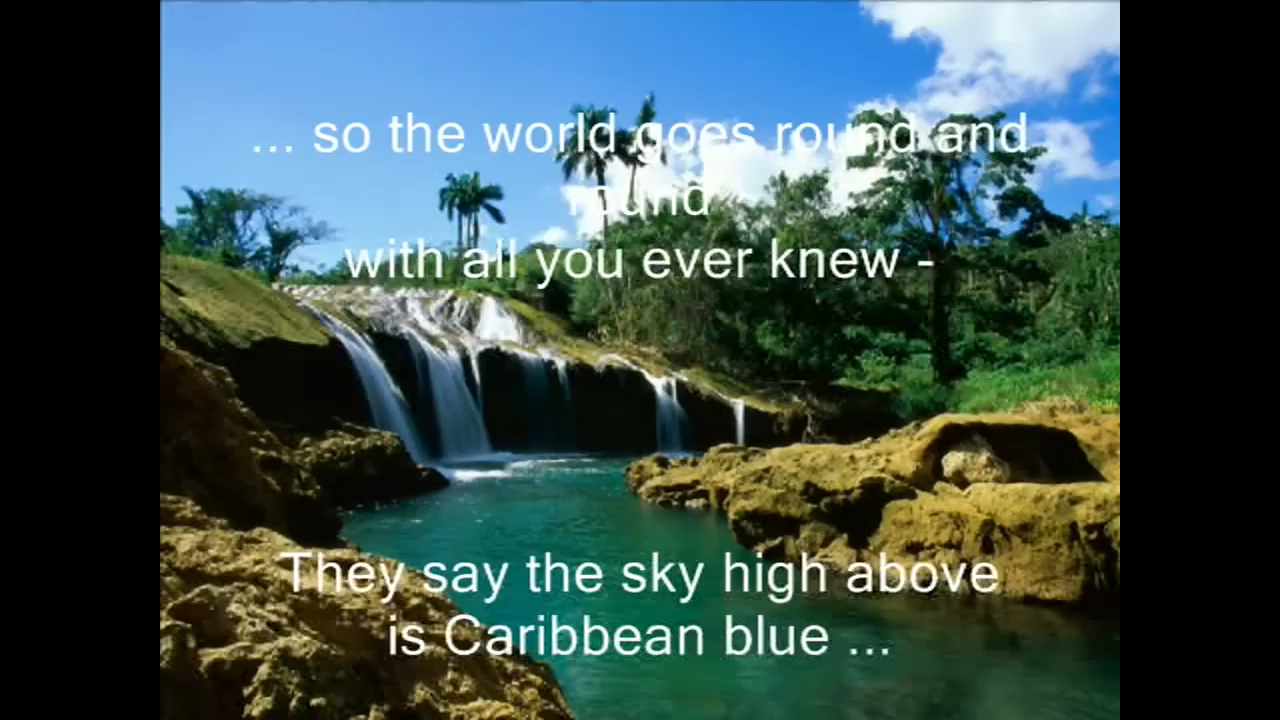 ... so the world goes round and
round
with all you ever knew -
They say the sky high above
is Caribbean blue ...